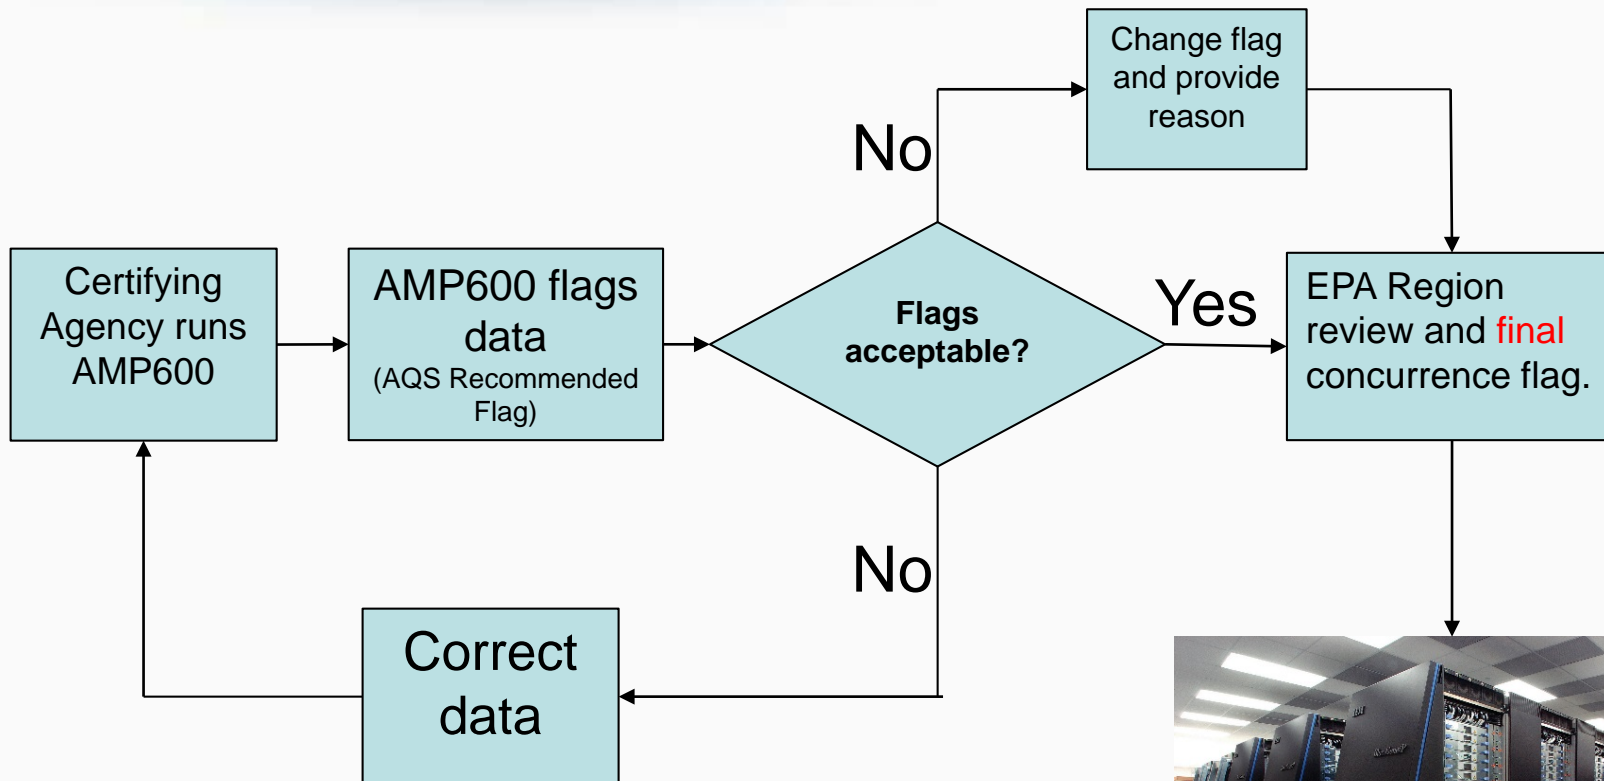 Change flag
and provide
reason
No
Certifying
Agency runs
AMP600
AMP600 flags
data
(AQS Recommended
Flag)
Flags
acceptable?
Yes
EPA Region
review and final
concurrence flag.
No
Correct
data